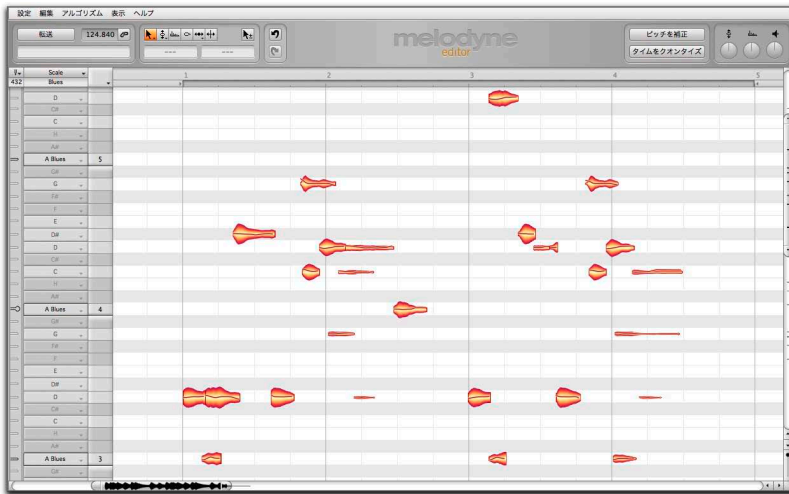 設定 編集 アルゴリズム 表示 ヘルプ
転送 124.840
--- ---
melodyne
editor
ピッチを補正
タイムをクオンタイズ
Scale
432 Blues
1 2 3 4 5
D
C#
C
H
A#
A Blues 5
G#
G
F#
F
E
D#
D
C#
C
H
A#
A Blues 4
G#
G
F#
F
E
D#
D
C#
C
H
A#
A Blues 3
G#